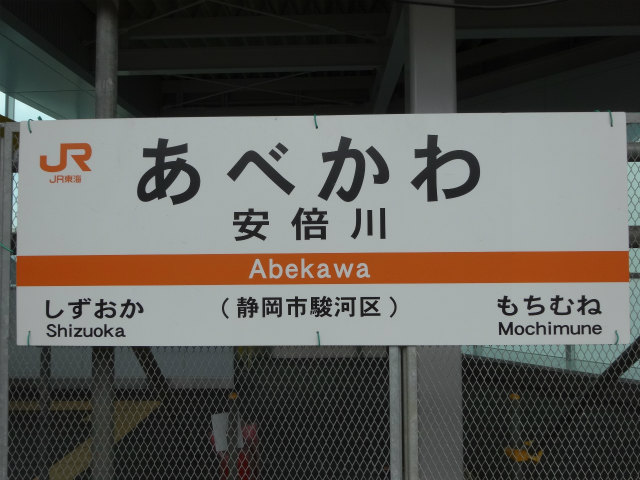 JR
JR東海
あべかわ
安倍川
Abekawa
しずおか
Shizuoka
(静岡市駿河区)
もちむね
Mochimune